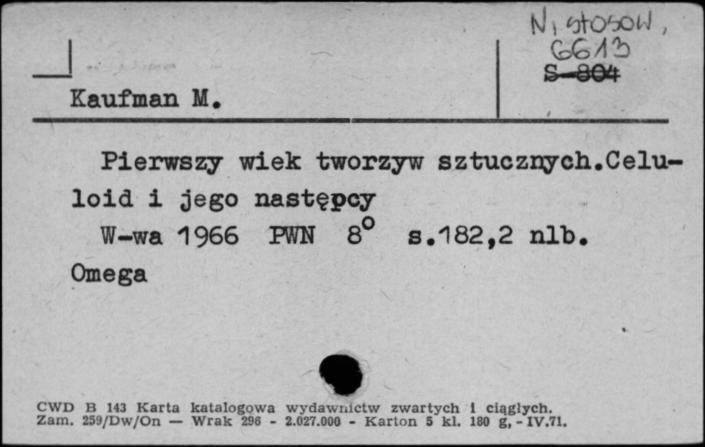 N. stosow.
6613
S-804
Kaufman M.
Pierwszy wiek tworzyw sztucznych.Celu-
loid i jego następcy
W-wa 1966 PWN 8° s.182,2 nlb.
Omega
CWD B 143 Karta katalogowa wydawnictw zwartych i ciągłych.
Zam. 259/Dw/On — Wrak 296 - 2.027.000 - Karton 5 kl. 180 g, - IV.71.